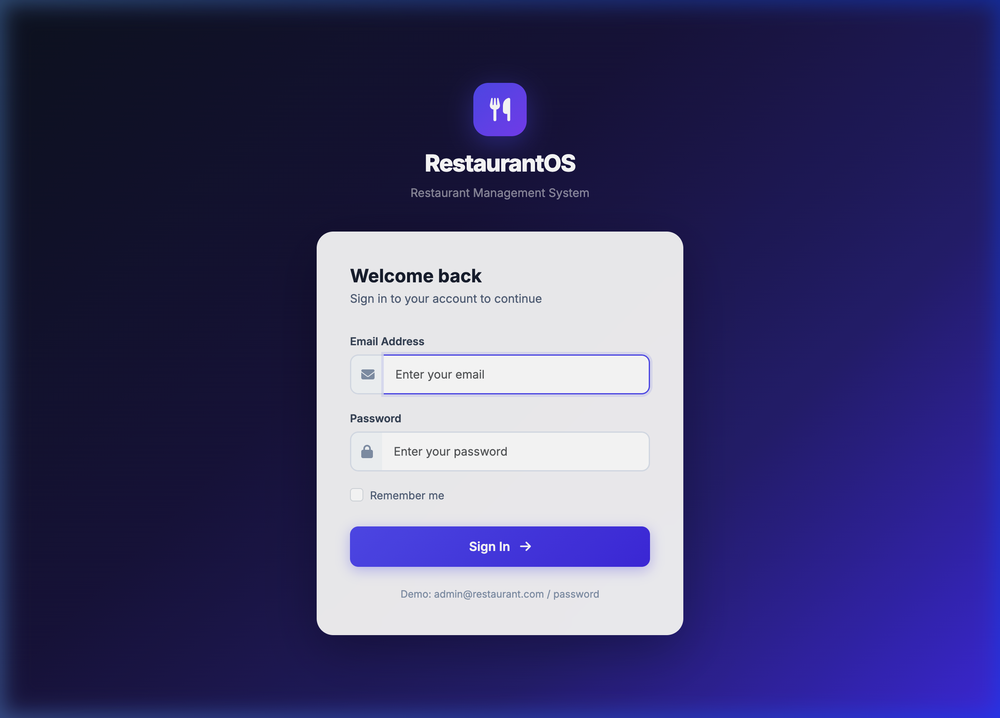 RestaurantOS
Restaurant Management System
Welcome back
Sign in to your account to continue
Email Address
Enter your email
Password
Enter your password
Remember me
Sign In →
Demo: admin@restaurant.com / password